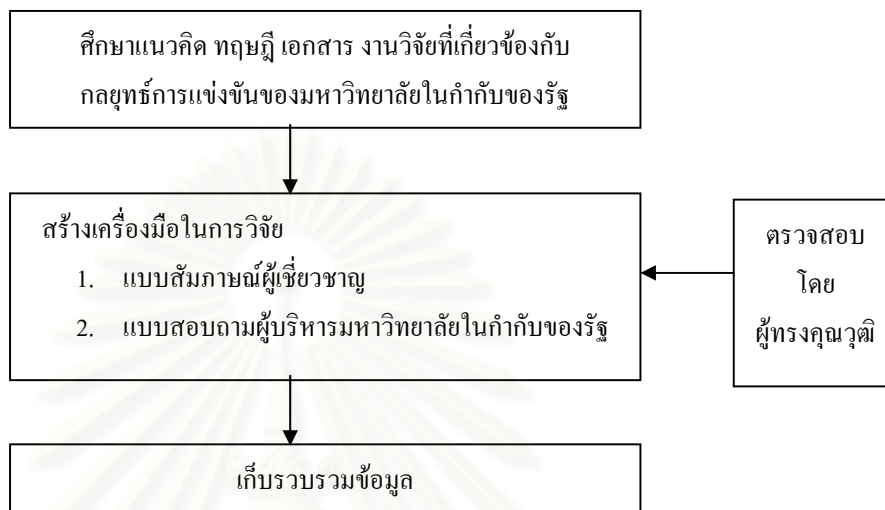 ศึกษาแนวคิด ทฤษฎี เอกสาร งานวิจัยที่เกี่ยวข้องกับ
กลยุทธ์การแข่งขันของมหาวิทยาลัยในกำกับของรัฐ
สร้างเครื่องมือในการวิจัย
1. แบบสัมภาษณ์ผู้เชี่ยวชาญ
2. แบบสอบถามผู้บริหารมหาวิทยาลัยในกำกับของรัฐ
ตรวจสอบ
โดย
ผู้ทรงคุณวุฒิ
เก็บรวบรวมข้อมูล